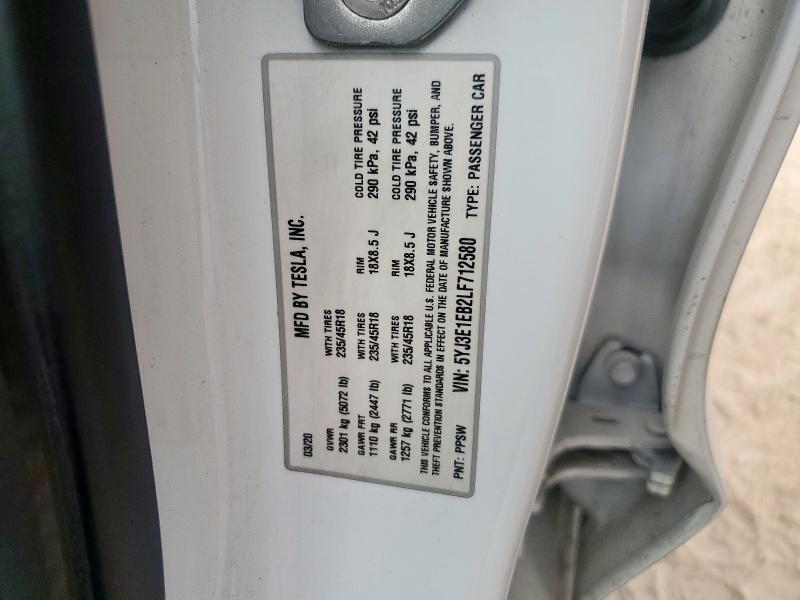 MFD BY TESLA, INC.
03/20
GVWR WITH TIRES
2301 kg (5072 lb) 235/45R18
GAWR FRT WITH TIRES RIM COLD TIRE PRESSURE
1110 kg (2447 lb) 235/45R18 18X8.5 J 290 kPa, 42 psi
GAWR RR WITH TIRES RIM COLD TIRE PRESSURE
1257 kg (2771 lb) 235/45R18 18X8.5 J 290 kPa, 42 psi
THIS VEHICLE CONFORMS TO ALL APPLICABLE U.S. FEDERAL MOTOR VEHICLE SAFETY, BUMPER, AND
THEFT PREVENTION STANDARDS IN EFFECT ON THE DATE OF MANUFACTURE SHOWN ABOVE.
PNT: PPSW VIN: 5YJ3E1EB2LF712580 TYPE: PASSENGER CAR